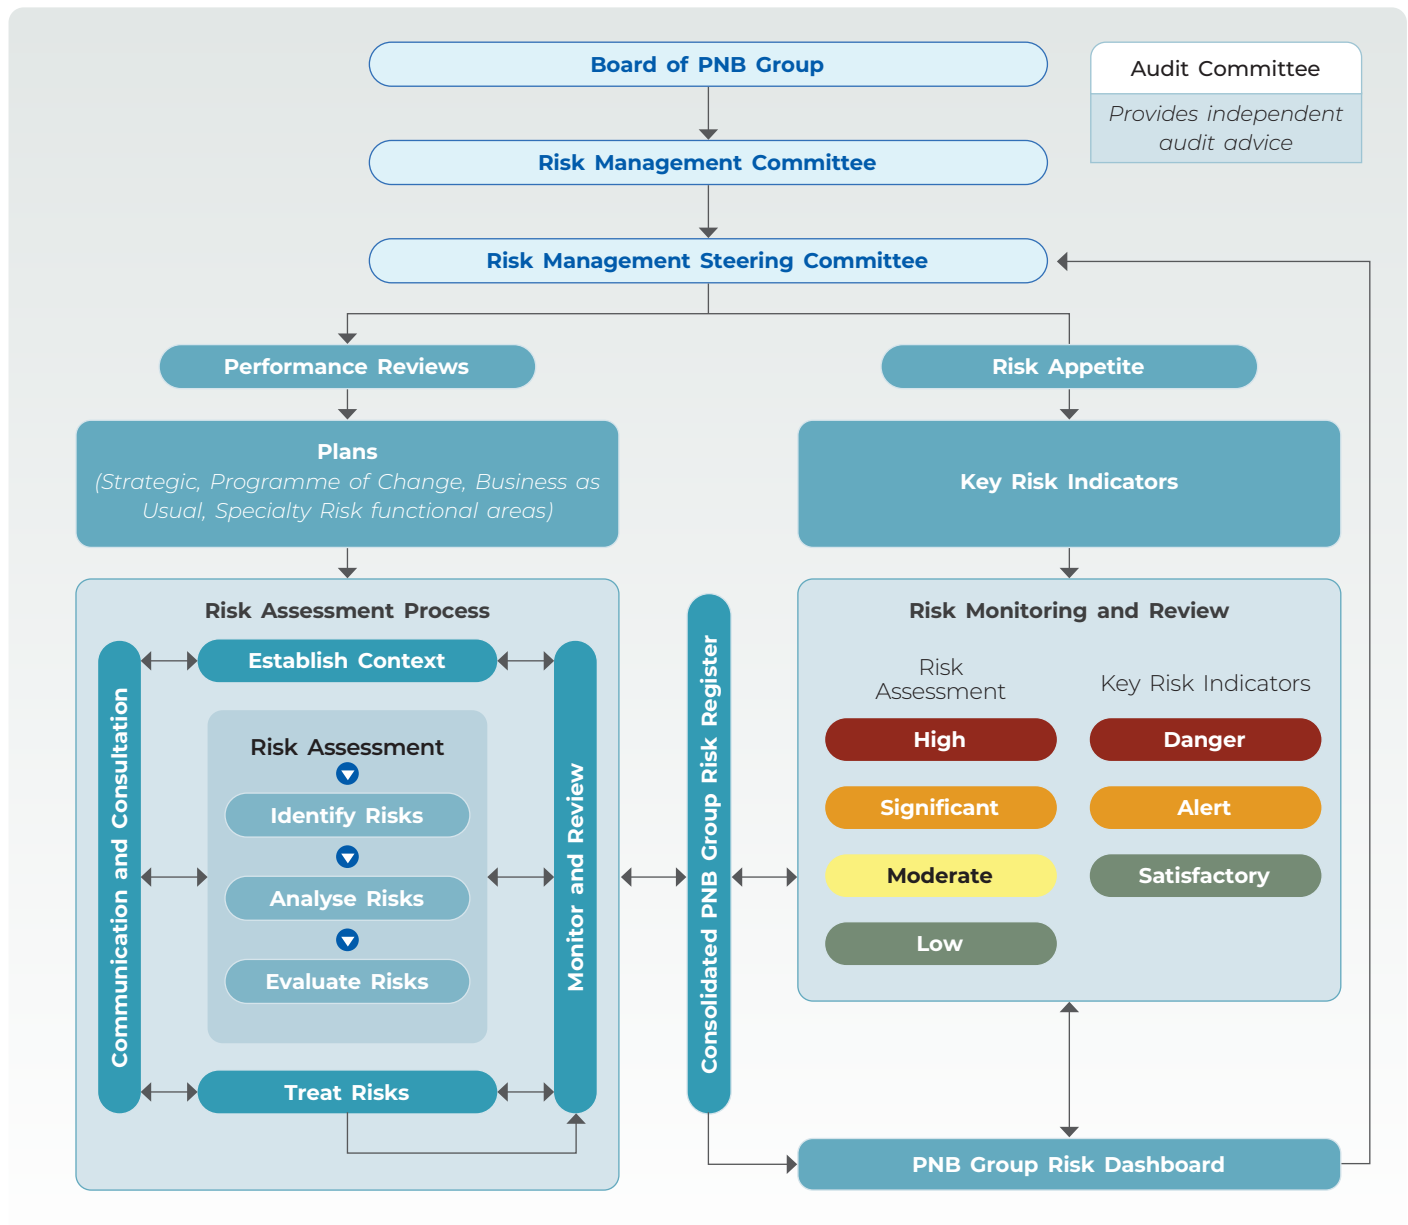 Board of PNB Group
Audit Committee
Provides independent
audit advice
Risk Management Committee
Risk Management Steering Committee
Performance Reviews
Risk Appetite
Plans
(Strategic, Programme of Change, Business as
Usual, Specialty Risk functional areas)
Key Risk Indicators
Risk Assessment Process
Communication and Consultation
Establish Context
Risk Assessment
Identify Risks
Analyse Risks
Evaluate Risks
Treat Risks
Monitor and Review
Consolidated PNB Group Risk Register
Risk Monitoring and Review
Risk
Assessment
High
Significant
Moderate
Low
Key Risk Indicators
Danger
Alert
Satisfactory
PNB Group Risk Dashboard